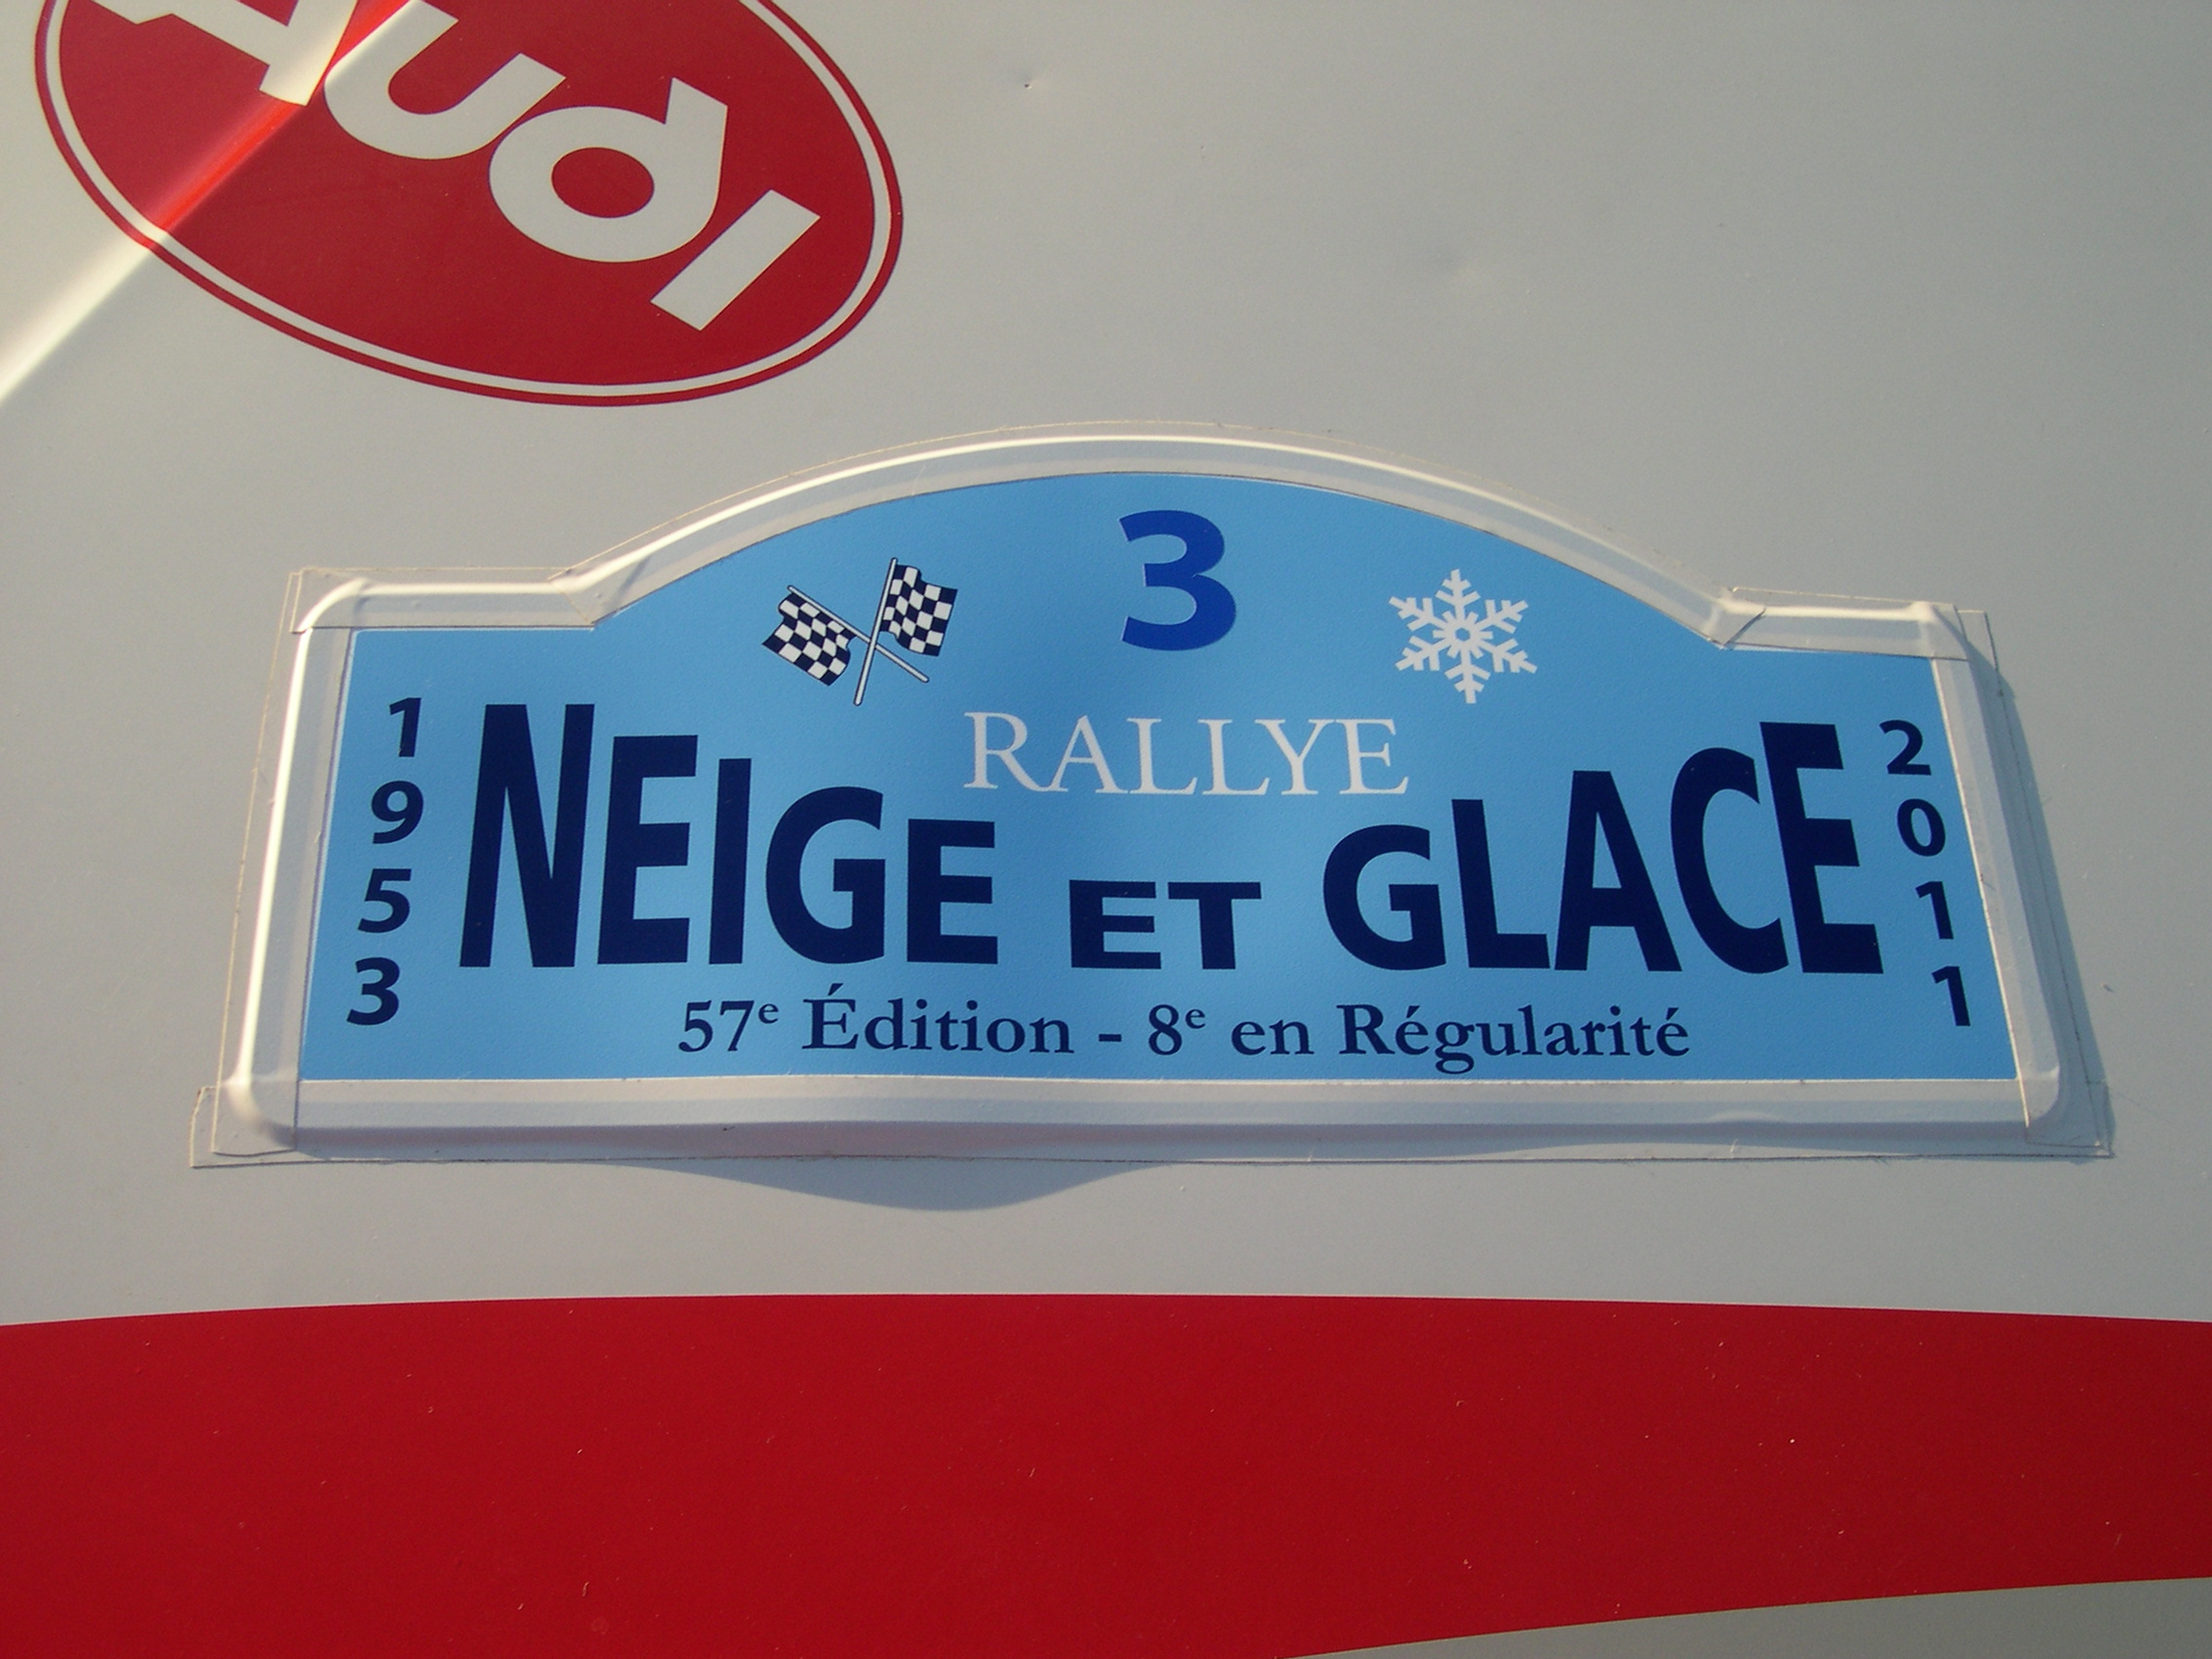 Audi
3
RALLYE
1953
NEIGE ET GLACE
2011
57e Édition - 8e en Régularité